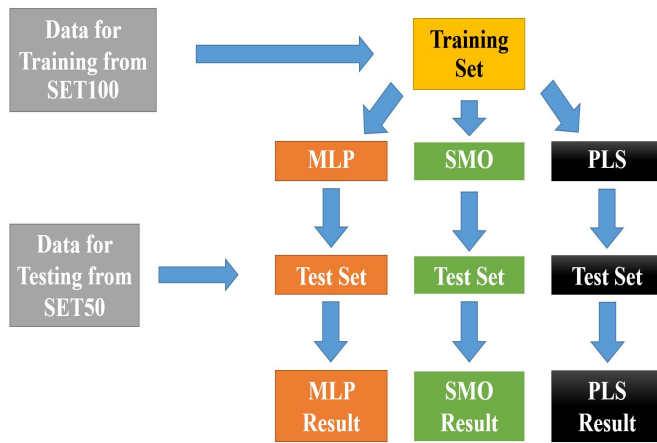 Data for
Training from
SET100
Training
Set
MLP
SMO
PLS
Data for
Testing from
SET50
Test Set
Test Set
Test Set
MLP
Result
SMO
Result
PLS
Result